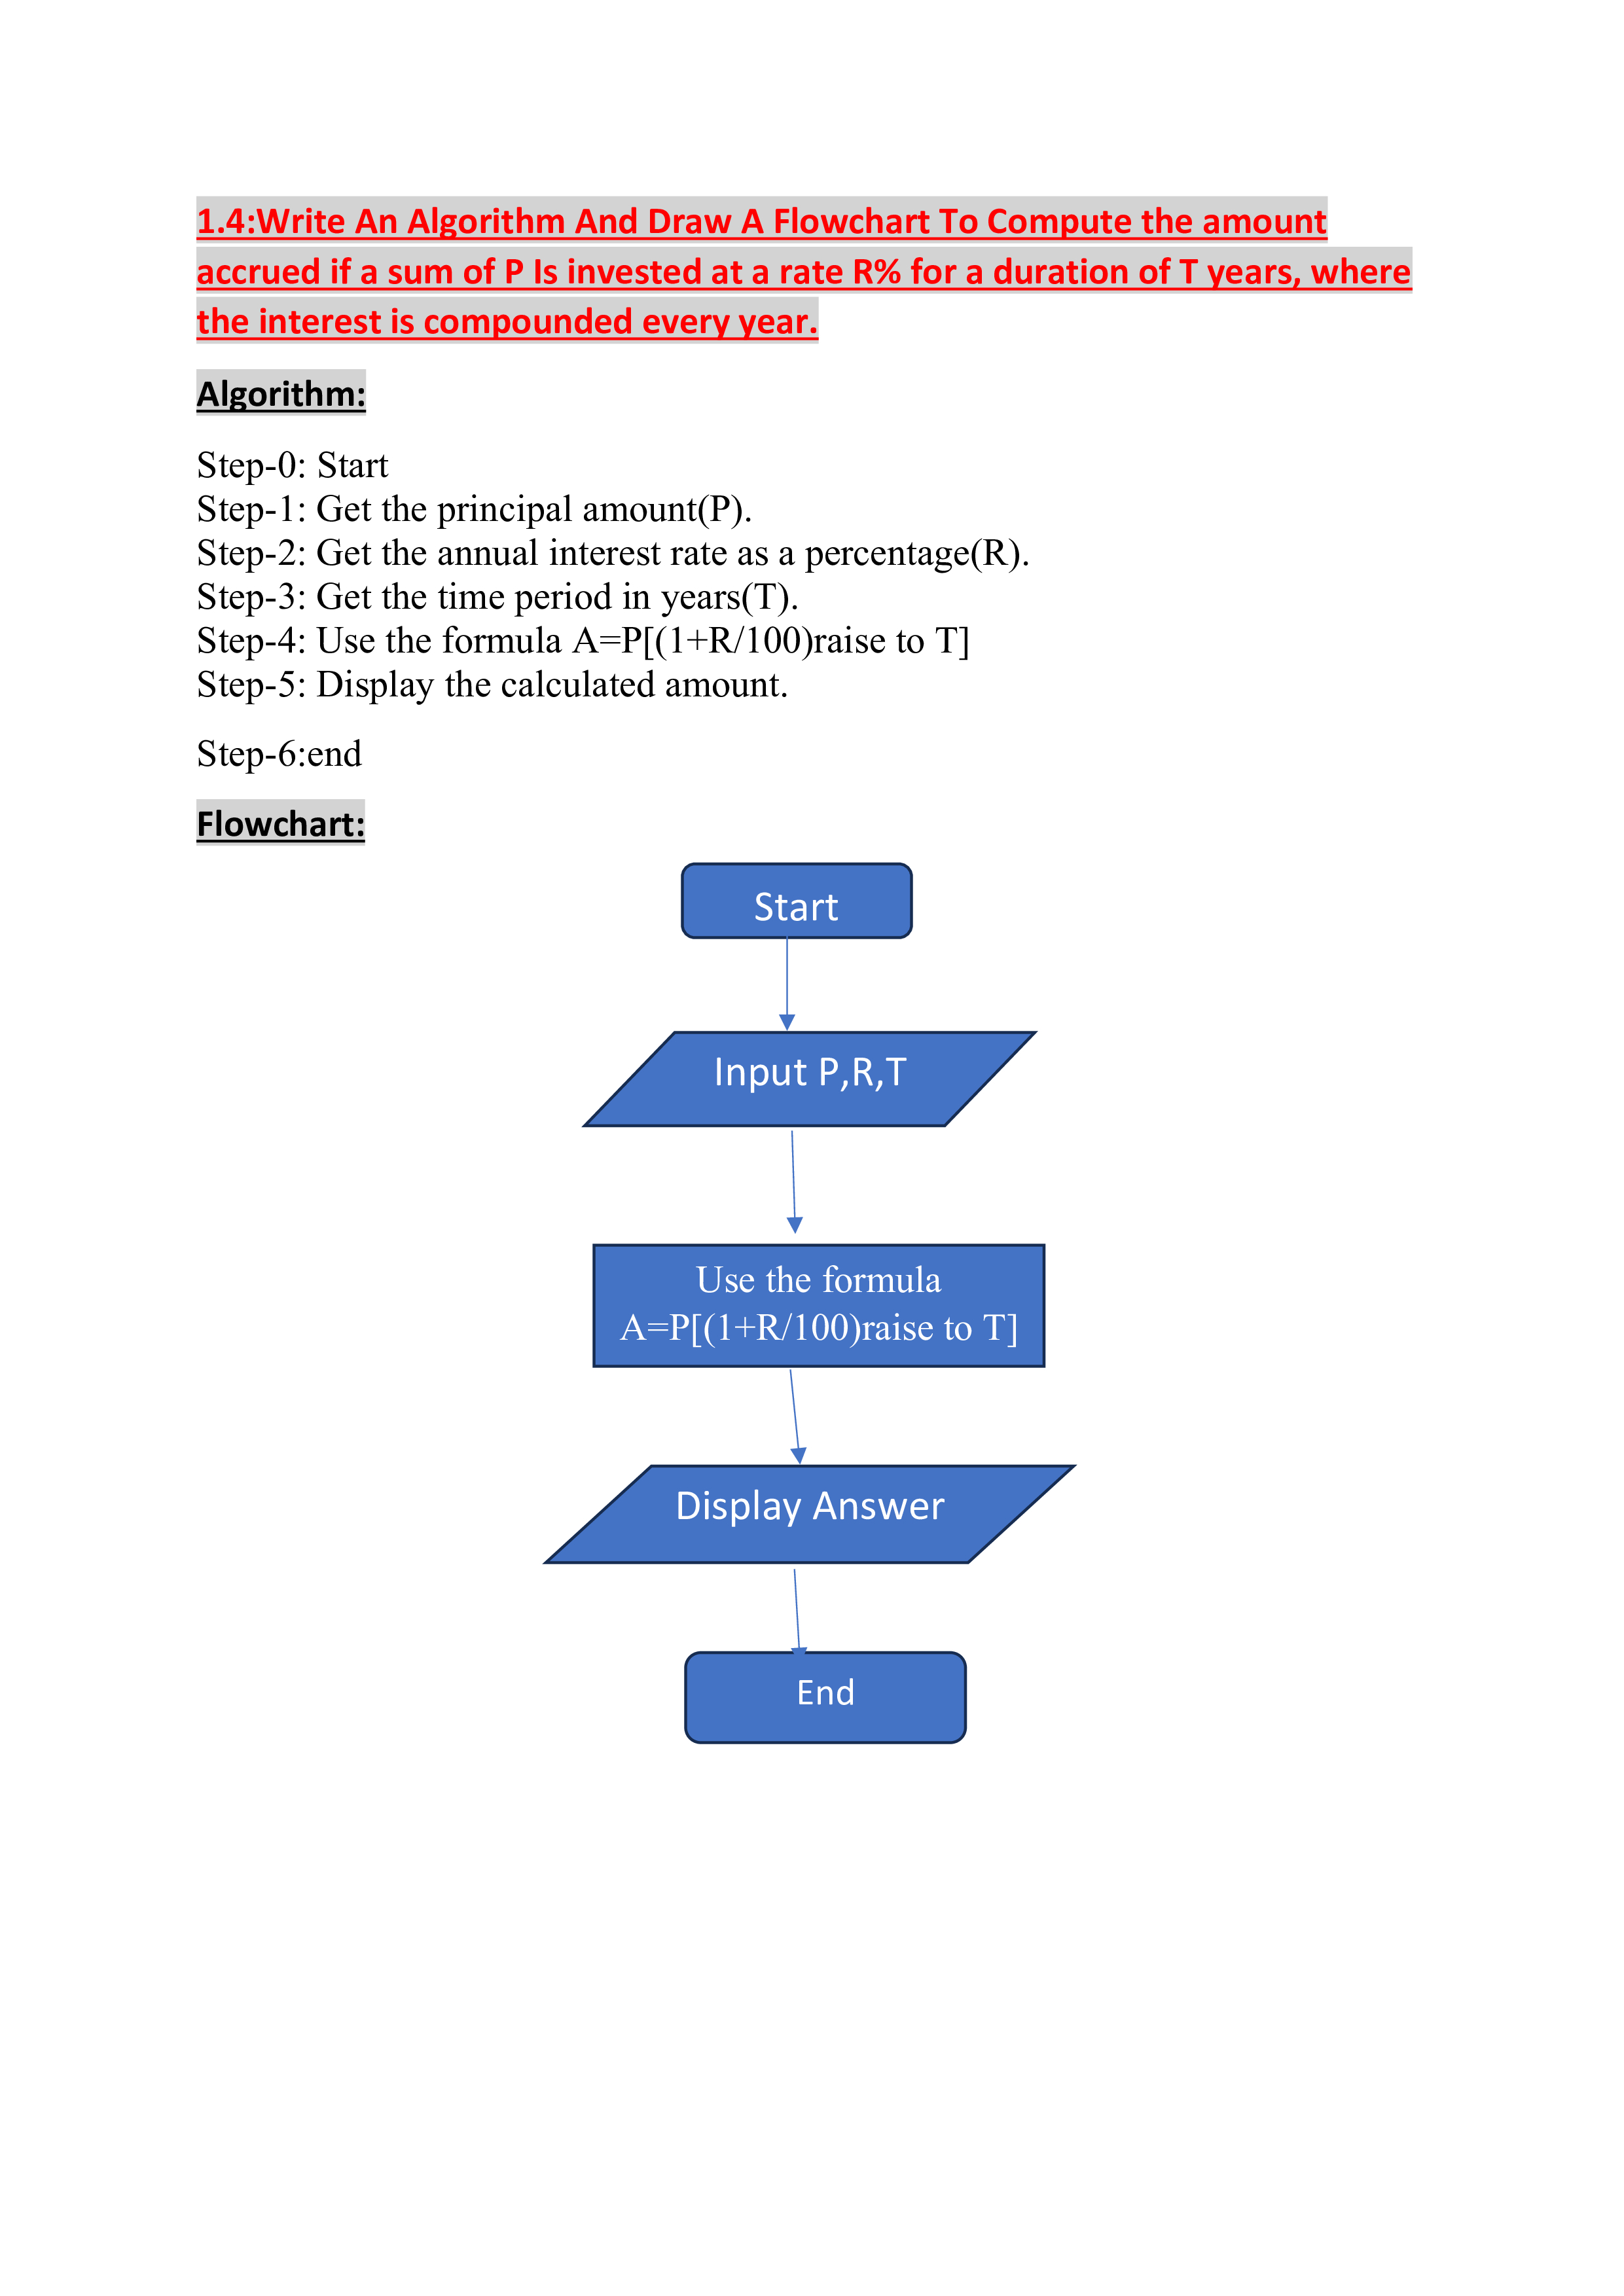 1.4:Write An Algorithm And Draw A Flowchart To Compute the amount
accrued if a sum of P Is invested at a rate R% for a duration of T years, where
the interest is compounded every year.
Algorithm:
Step-0: Start
Step-1: Get the principal amount(P).
Step-2: Get the annual interest rate as a percentage(R).
Step-3: Get the time period in years(T).
Step-4: Use the formula A=P[(1+R/100)raise to T]
Step-5: Display the calculated amount.
Step-6:end
Flowchart:
Start
Input P,R,T
Use the formula
A=P[(1+R/100)raise to T]
Display Answer
End